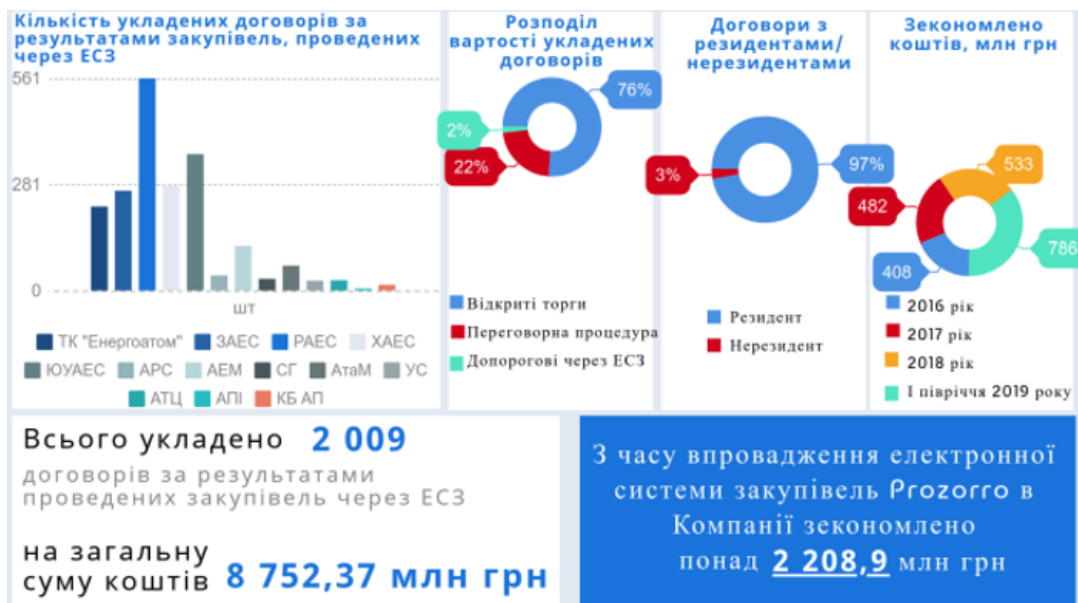 Кількість укладених договорів за
результатами закупівель, проведених
через ЕСЗ
561
281
0
шт
ТК "Енергоатом" ЗАЕС РАЕС ХАЕС
ЮУАЕС АРС АЕМ СГ АтаМ УС
АТЦ АПІ КБ АП
Розподіл
вартості укладених
договорів
76%
2%
22%
Відкриті торги
Переговорна процедура
Допорогові через ЕСЗ
Договори з
резидентами/
нерезидентами
97%
3%
Резидент
Нерезидент
Зекономлено
коштів, млн грн
533
482
786
408
2016 рік
2017 рік
2018 рік
І півріччя 2019 року
Всього укладено 2 009
договорів за результатами
проведених закупівель через ЕСЗ
на загальну
суму коштів 8 752,37 млн грн
З часу впровадження електронної
системи закупівель Prozorro в
Компанії зекономлено
понад 2 208,9 млн грн